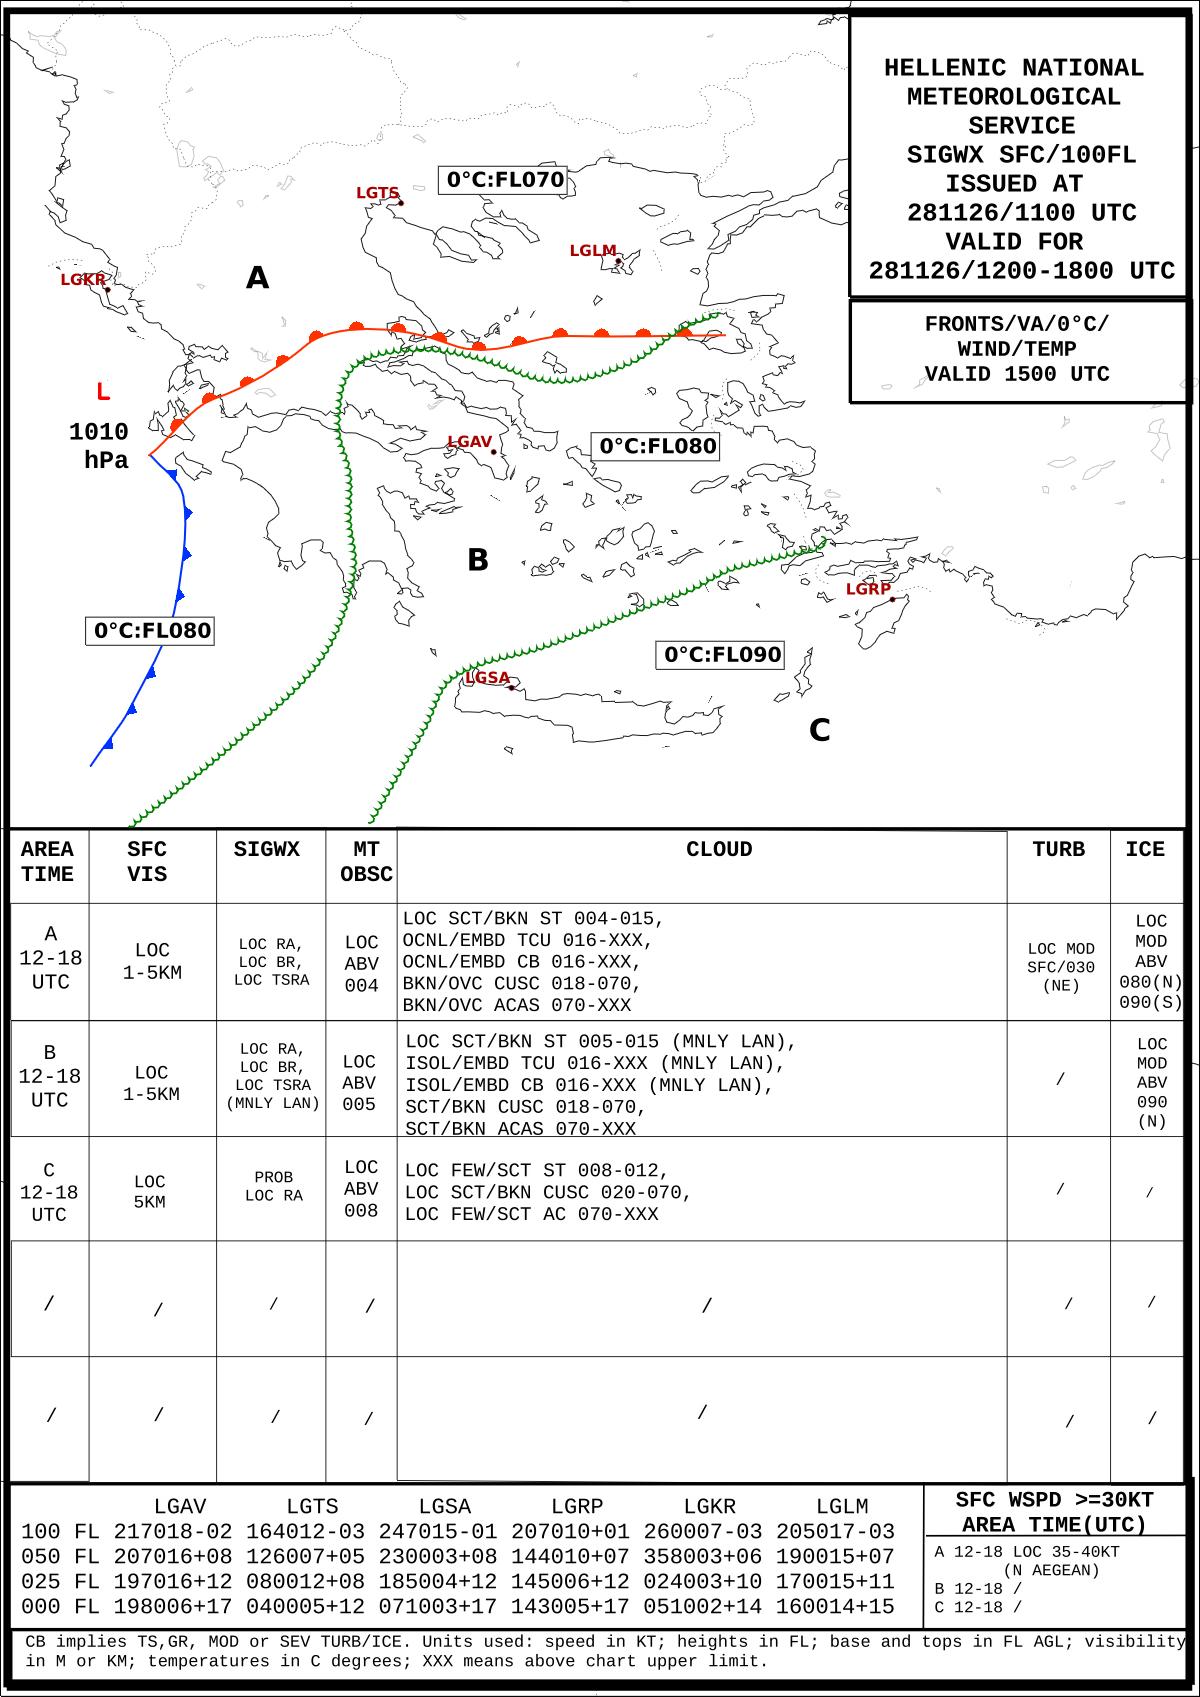 HELLENIC NATIONAL
METEOROLOGICAL
SERVICE
SIGWX SFC/100FL
ISSUED AT
281126/1100 UTC
VALID FOR
281126/1200-1800 UTC
FRONTS/VA/0°C/
WIND/TEMP
VALID 1500 UTC
0°C:FL070
LGTS
LGLM
A
LGKR
L
1010
hPa
LGAV
0°C:FL080
B
LGRP
0°C:FL080
0°C:FL090
LGSA
C
AREA TIME
SFC VIS
SIGWX
MT OBSC
CLOUD
TURB
ICE
A
12-18
UTC
LOC
1-5KM
LOC RA,
LOC BR,
LOC TSRA
LOC
ABV
004
LOC SCT/BKN ST 004-015,
OCNL/EMBD TCU 016-XXX,
OCNL/EMBD CB 016-XXX,
BKN/OVC CUSC 018-070,
BKN/OVC ACAS 070-XXX
LOC MOD
SFC/030
(NE)
LOC
MOD
ABV
080(N)
090(S)
B
12-18
UTC
LOC
1-5KM
LOC RA,
LOC BR,
LOC TSRA
(MNLY LAN)
LOC
ABV
005
LOC SCT/BKN ST 005-015 (MNLY LAN),
ISOL/EMBD TCU 016-XXX (MNLY LAN),
ISOL/EMBD CB 016-XXX (MNLY LAN),
SCT/BKN CUSC 018-070,
SCT/BKN ACAS 070-XXX
/
LOC
MOD
ABV
090
(N)
C
12-18
UTC
LOC
5KM
PROB
LOC RA
LOC
ABV
008
LOC FEW/SCT ST 008-012,
LOC SCT/BKN CUSC 020-070,
LOC FEW/SCT AC 070-XXX
/
/
/ / / / / / /
/ / / / / / /
LGAV LGTS LGSA LGRP LGKR LGLM
100 FL 217018-02 164012-03 247015-01 207010+01 260007-03 205017-03
050 FL 207016+08 126007+05 230003+08 144010+07 358003+06 190015+07
025 FL 197016+12 080012+08 185004+12 145006+12 024003+10 170015+11
000 FL 198006+17 040005+12 071003+17 143005+17 051002+14 160014+15
SFC WSPD >=30KT
AREA TIME(UTC)
A 12-18 LOC 35-40KT
(N AEGEAN)
B 12-18 /
C 12-18 /
CB implies TS,GR, MOD or SEV TURB/ICE. Units used: speed in KT; heights in FL; base and tops in FL AGL; visibility
in M or KM; temperatures in C degrees; XXX means above chart upper limit.